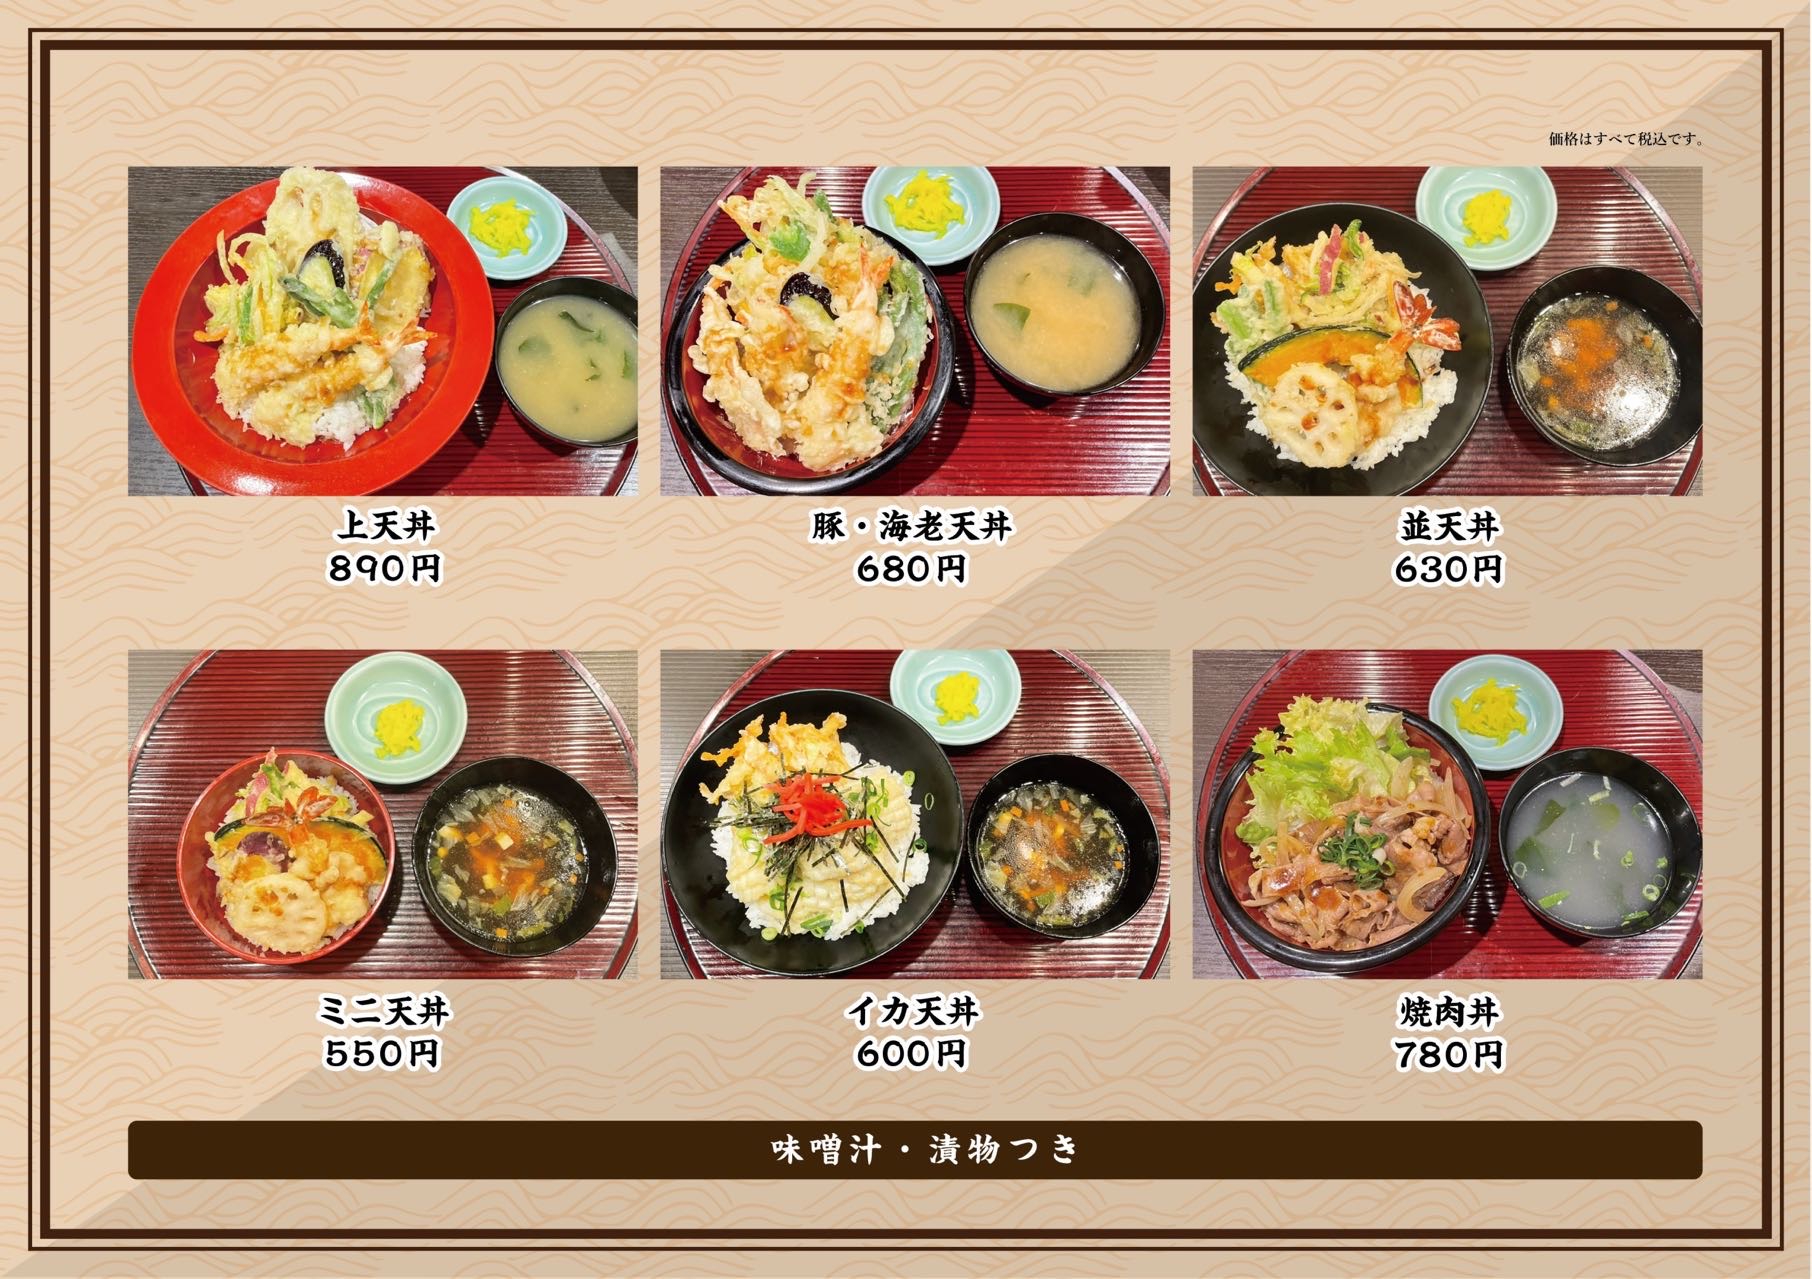 価格はすべて税込です。
上天丼
890円
豚・海老天丼
680円
並天丼
630円
ミニ天丼
550円
イカ天丼
600円
焼肉丼
780円
味噌汁・漬物つき